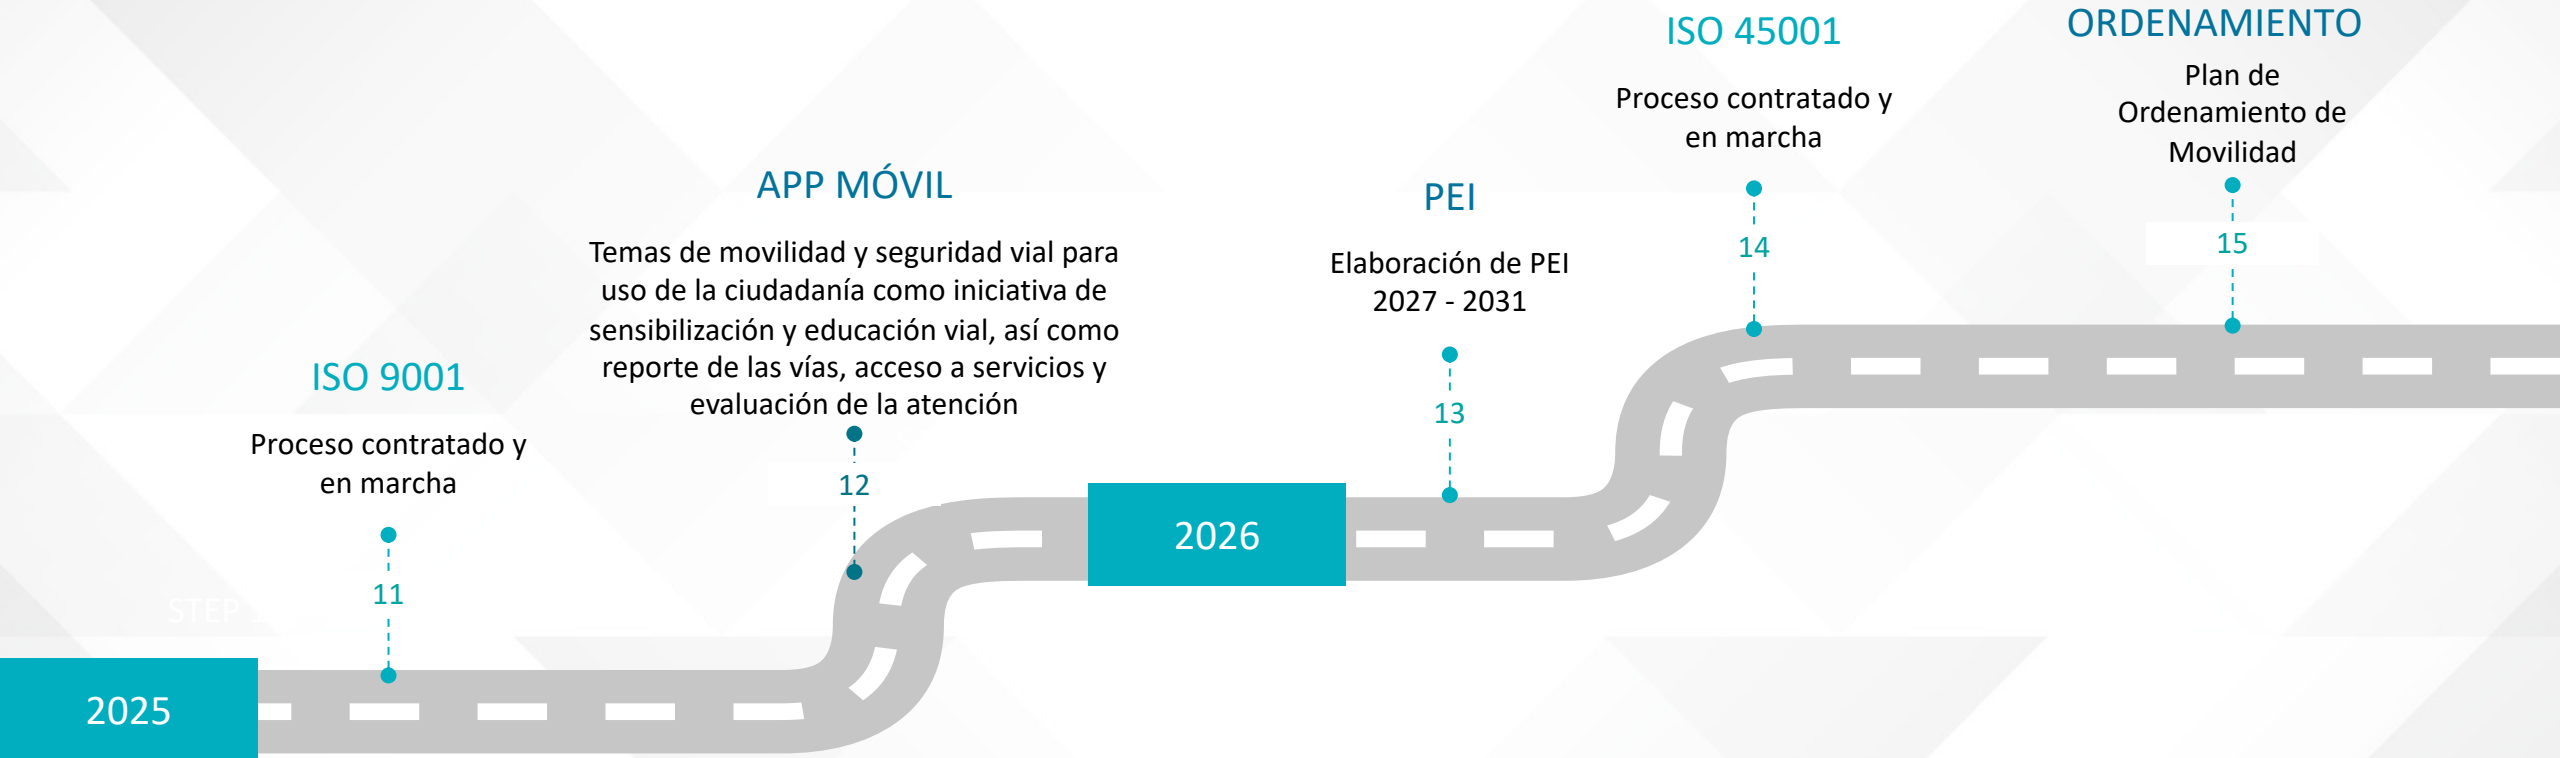 2025
ISO 9001
Proceso contratado y
en marcha
11
STEP
APP MÓVIL
Temas de movilidad y seguridad vial para
uso de la ciudadanía como iniciativa de
sensibilización y educación vial, así como
reporte de las vías, acceso a servicios y
evaluación de la atención
12
2026
PEI
Elaboración de PEI
2027 - 2031
13
ISO 45001
Proceso contratado y
en marcha
14
ORDENAMIENTO
Plan de
Ordenamiento de
Movilidad
15